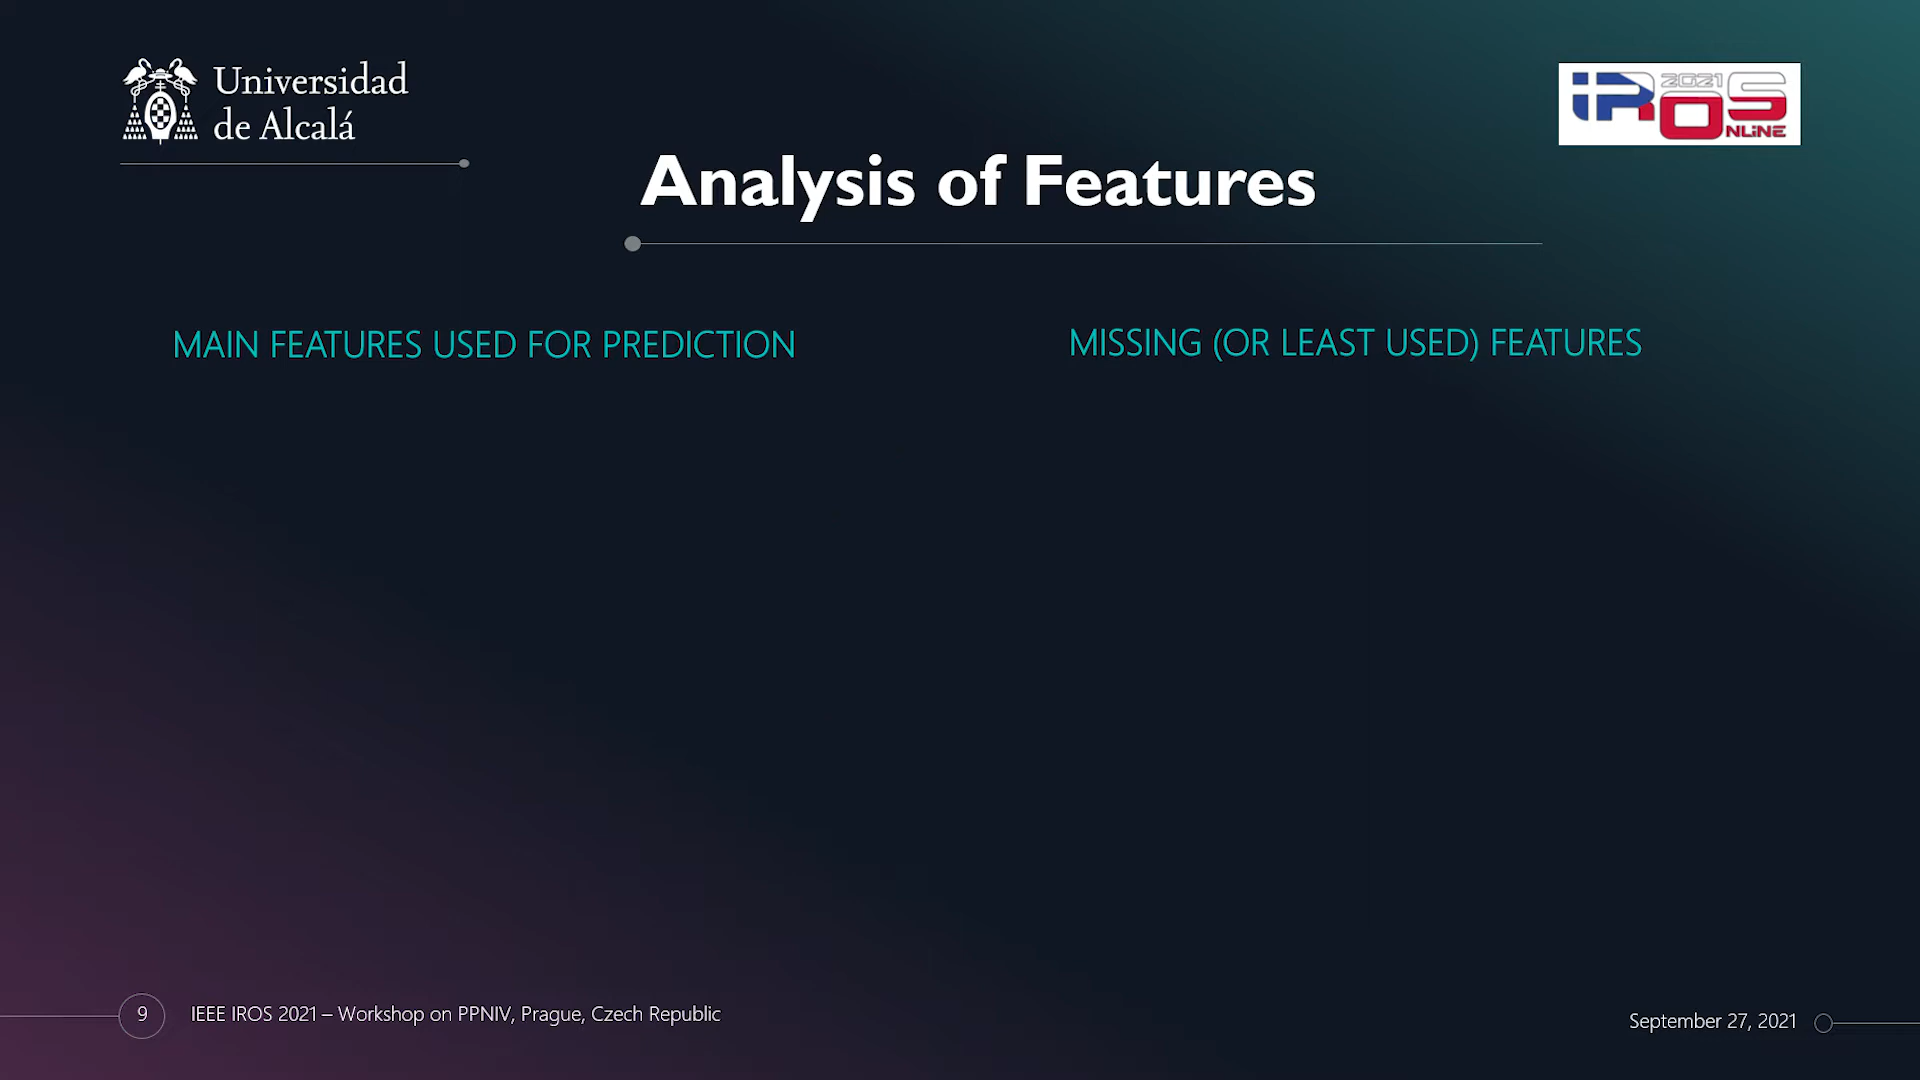 Universidad
de Alcalá
2021
iROS
ONLINE
Analysis of Features
MAIN FEATURES USED FOR PREDICTION
MISSING (OR LEAST USED) FEATURES
9
IEEE IROS 2021 – Workshop on PPNIV, Prague, Czech Republic
September 27, 2021